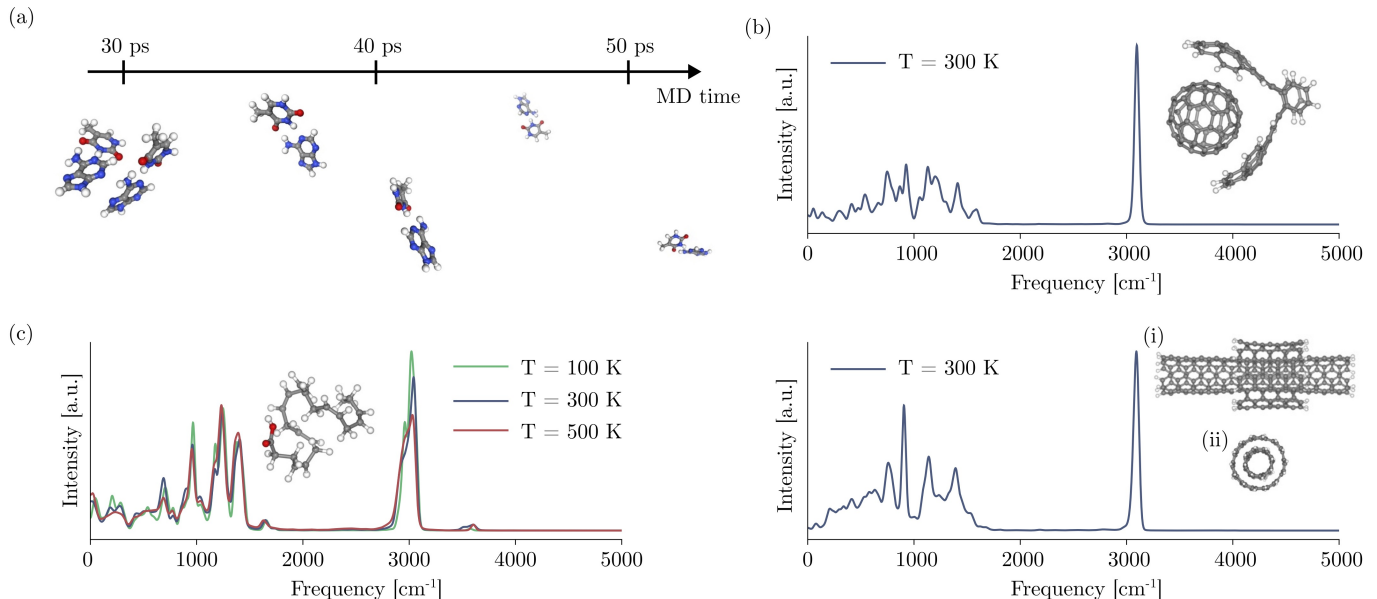 (a)
30 ps
40 ps
50 ps
MD time
(b)
Intensity [a.u.]
T = 300 K
0
1000
2000
3000
4000
5000
Frequency [cm-1]
(c)
Intensity [a.u.]
T = 100 K
T = 300 K
T = 500 K
0
1000
2000
3000
4000
5000
Frequency [cm-1]
Intensity [a.u.]
T = 300 K
(i)
(ii)
0
1000
2000
3000
4000
5000
Frequency [cm-1]